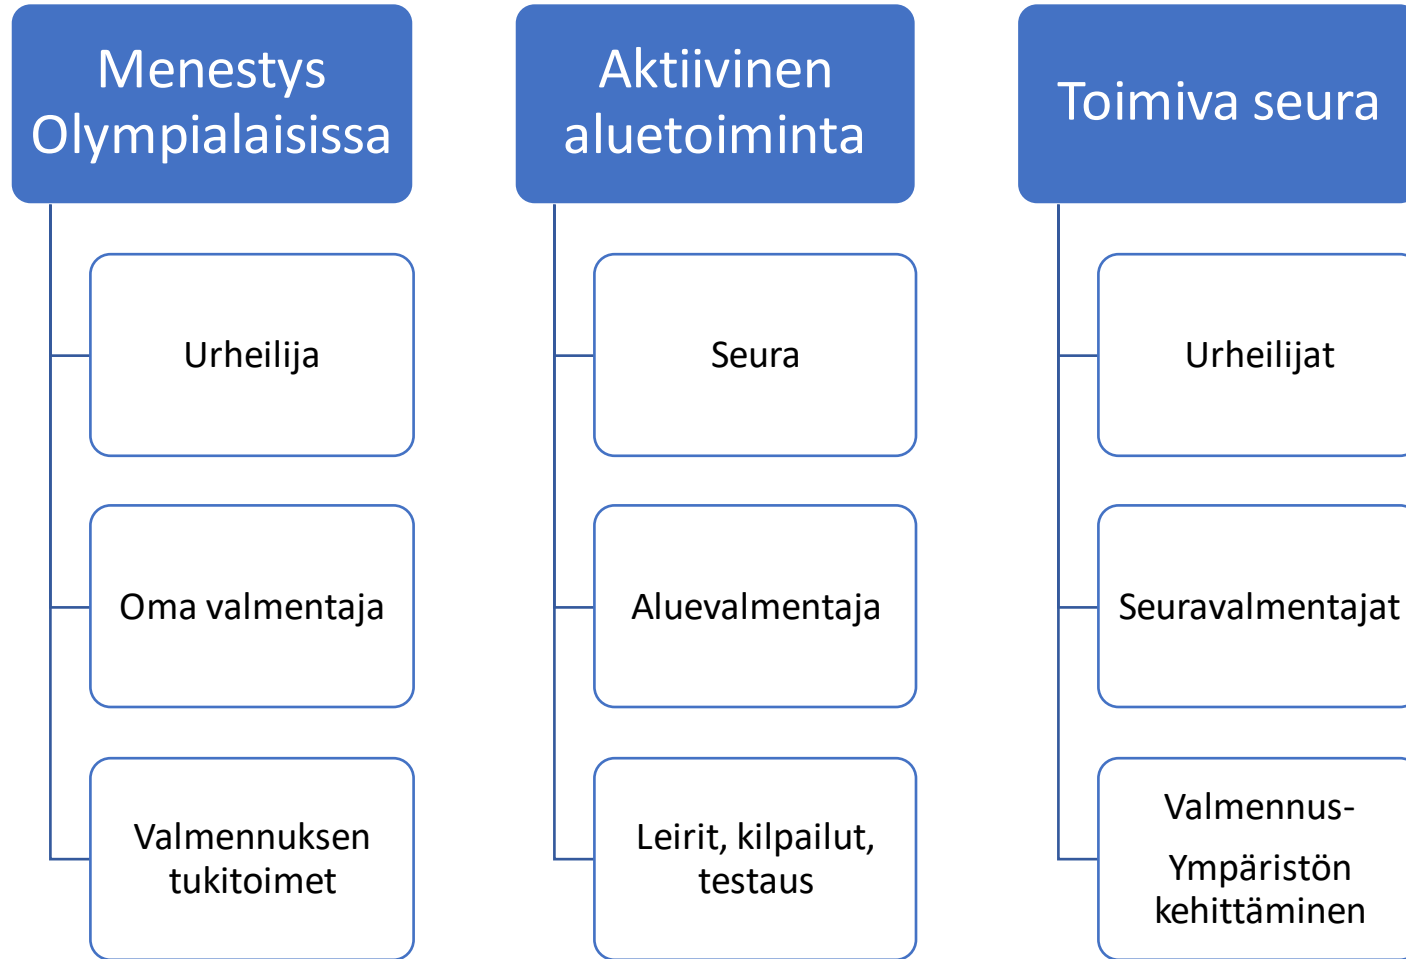 Menestys
Olympialaisissa
Urheilija
Oma valmentaja
Valmennuksen
tukitoimet
Aktiivinen
aluetoiminta
Seura
Aluevalmentaja
Leirit, kilpailut,
testaus
Toimiva seura
Urheilijat
Seuravalmentajat
Valmennus-
Ympäristön
kehittäminen